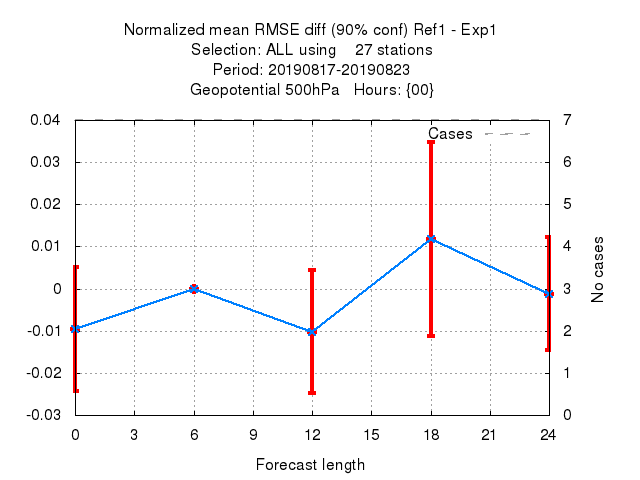 Normalized mean RMSE diff (90% conf) Ref1 - Exp1
Selection: ALL using    27 stations
Period: 20190817-20190823
Geopotential 500hPa   Hours: {00}
Cases
0.04
0.04
0.02
0.01
0
-0.01
-0.02
-0.03
7
6
5
4
3
2
1
0
No cases
0 3 6 9 12 15 18 21 24
Forecast length